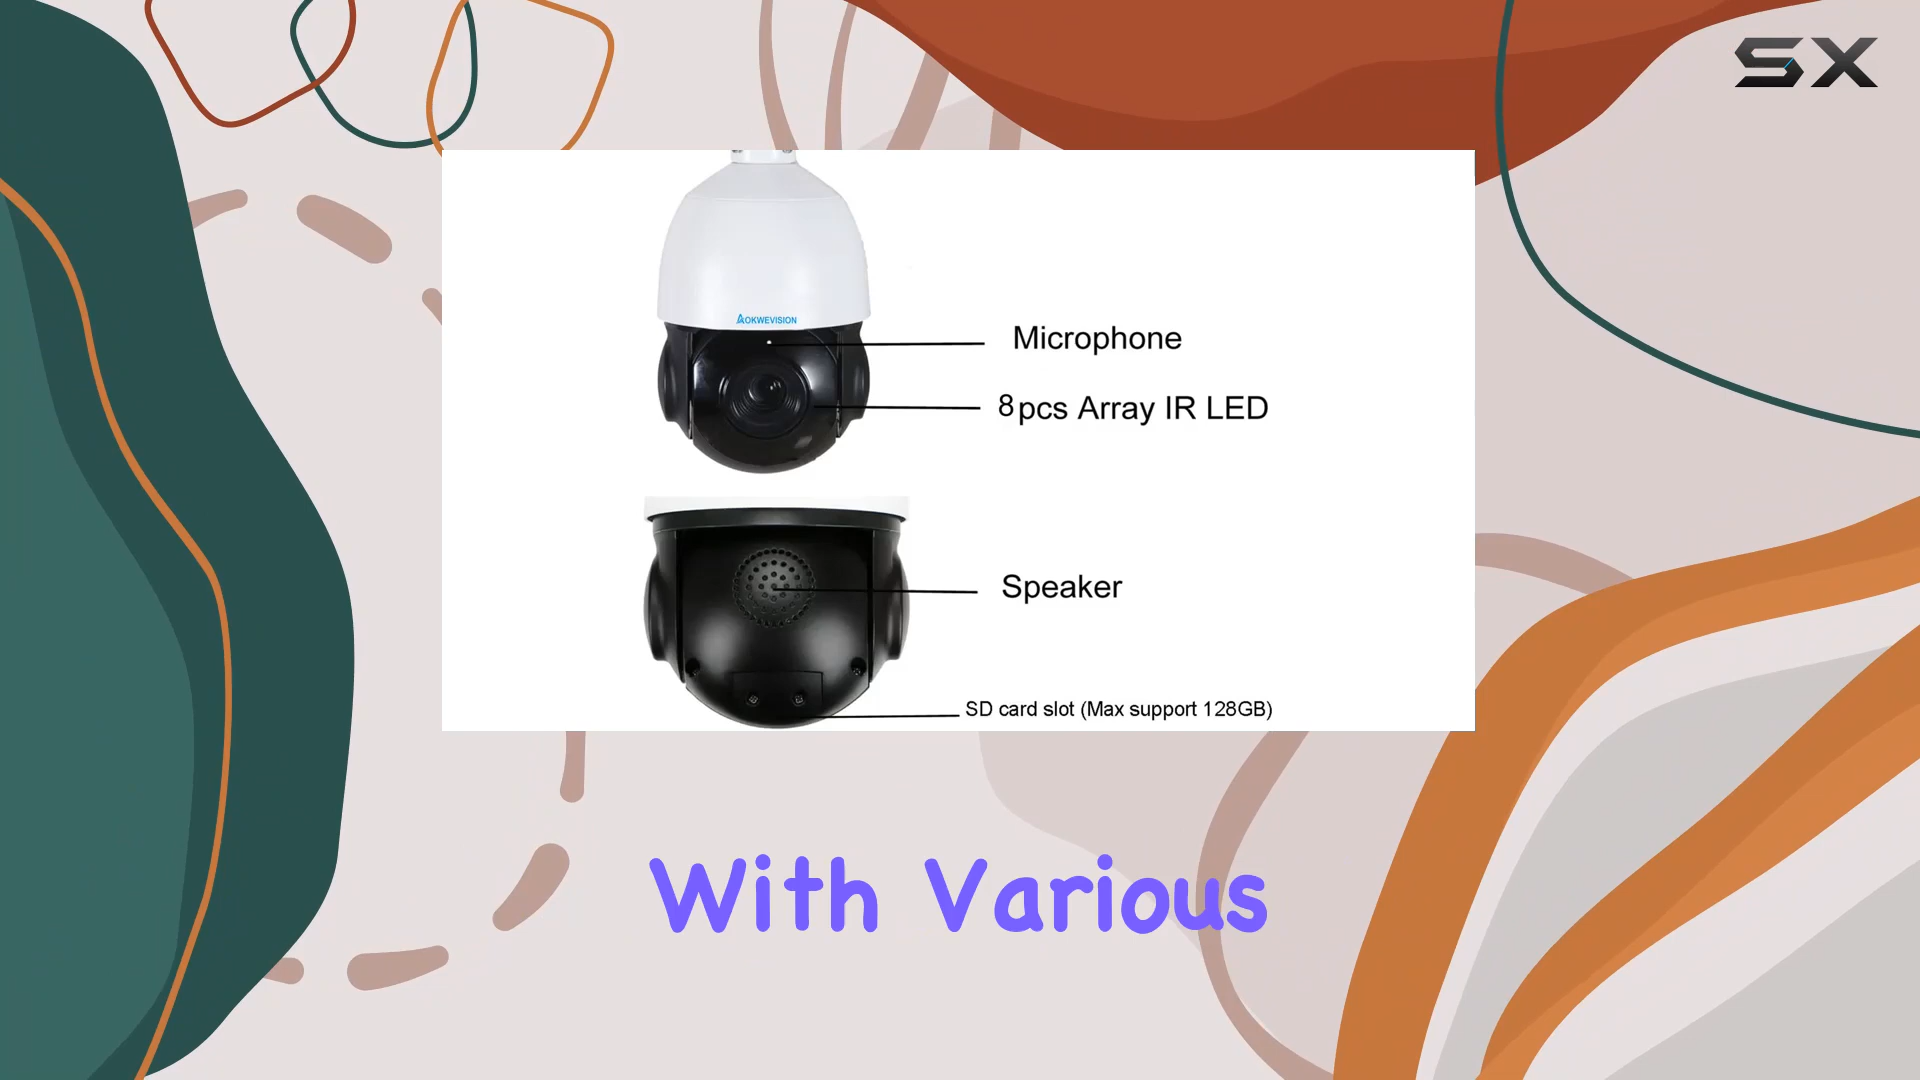 SX
AOKWEVISION
Microphone
8pcs Array IR LED
Speaker
SD card slot (Max support 128GB)
With Various